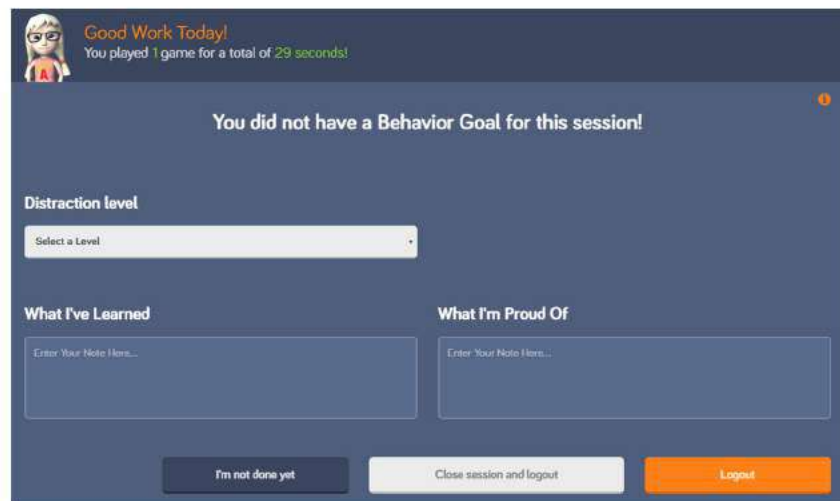 Good Work Today!
You played 1 game for a total of 29 seconds!
You did not have a Behavior Goal for this session!
Distraction level
Select a Level
What I've Learned
What I'm Proud Of
Enter Your Note Here...
Enter Your Note Here...
I'm not done yet
Close session and logout
Logout
A